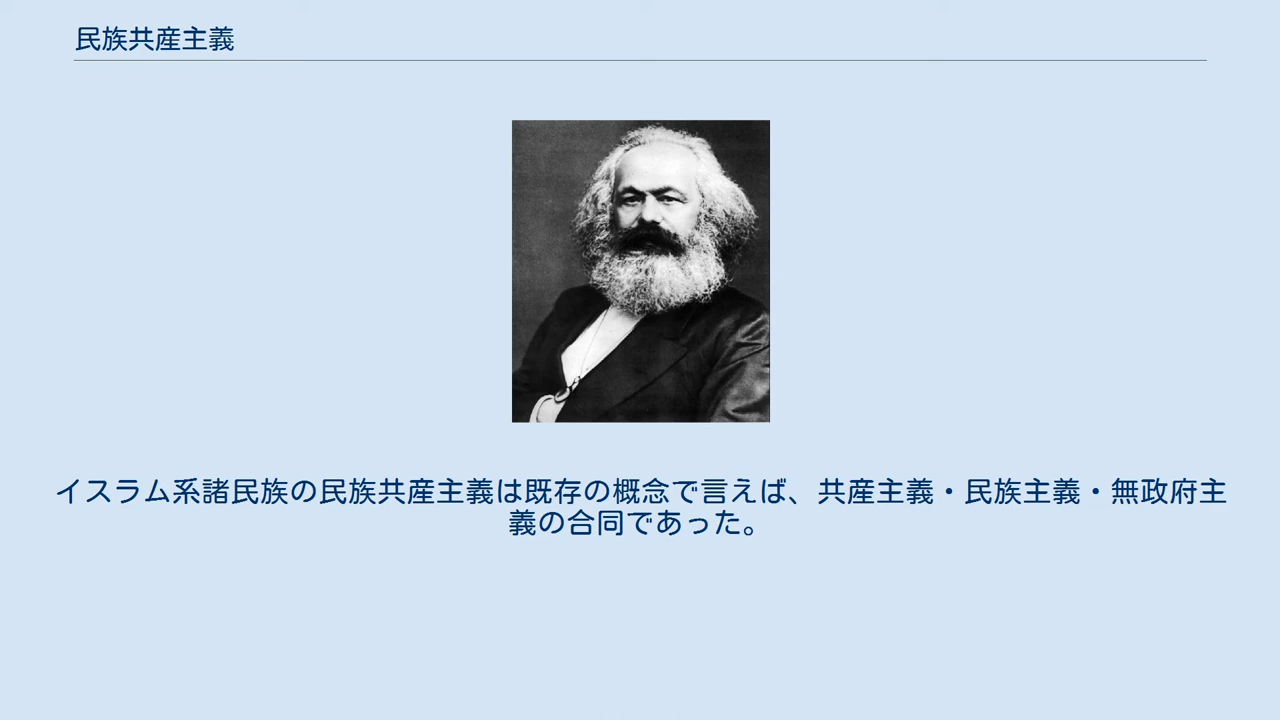 民族共産主義
イスラム系諸民族の民族共産主義は既存の概念で言えば、共産主義・民族主義・無政府主
義の合同であった。